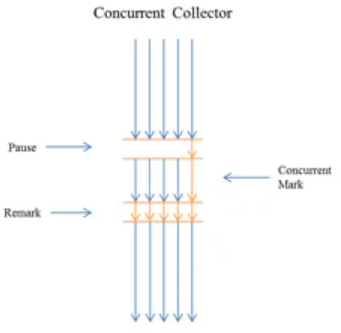 Concurrent Collector
Pause
Concurrent
Mark
Remark